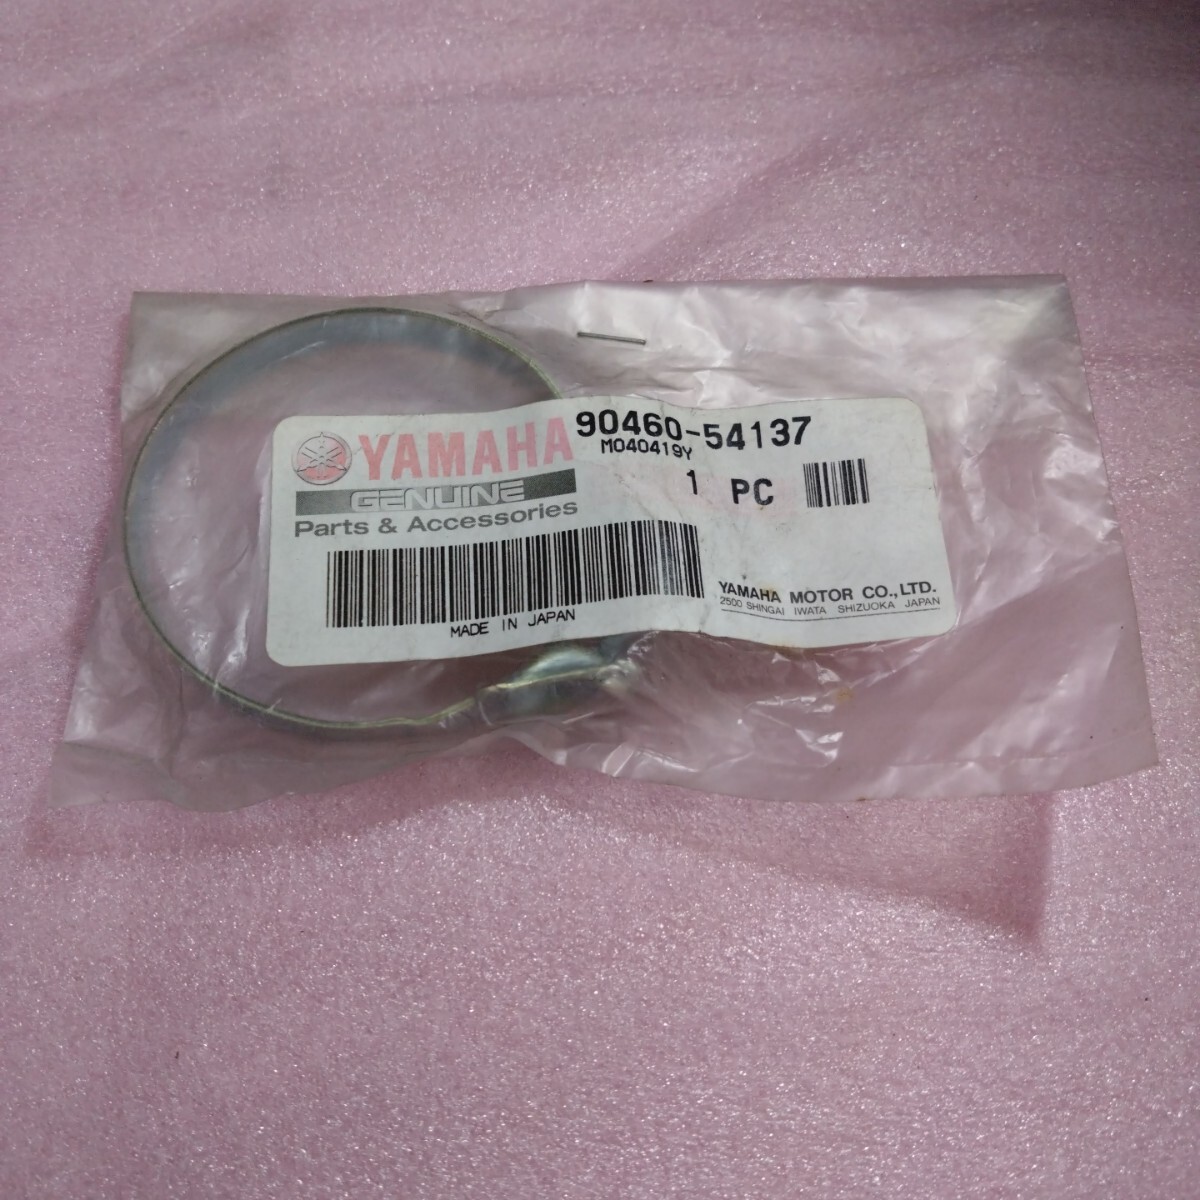 YAMAHA
GENUINE
Parts & Accessories
90460-54137
M040419Y
1 PC
MADE IN JAPAN
YAMAHA MOTOR CO.,LTD.
2500 SHINGAI IWATA SHIZUOKA JAPAN